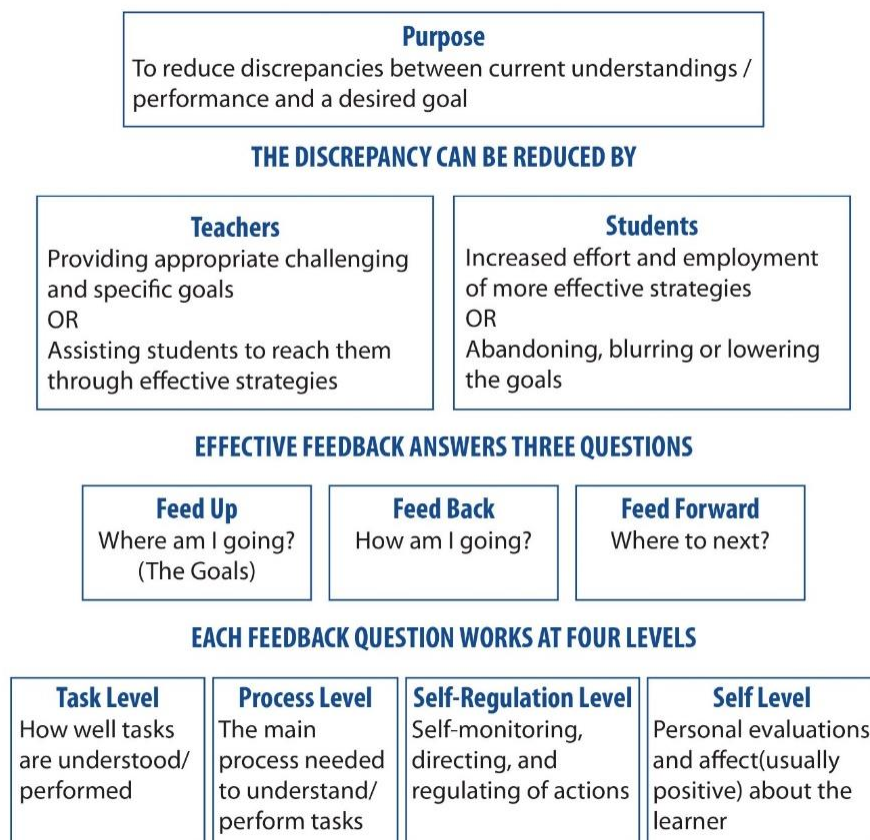 Purpose
To reduce discrepancies between current understandings /
performance and a desired goal
THE DISCREPANCY CAN BE REDUCED BY
Teachers
Providing appropriate challenging
and specific goals
OR
Assisting students to reach them
through effective strategies
Students
Increased effort and employment
of more effective strategies
OR
Abandoning, blurring or lowering
the goals
EFFECTIVE FEEDBACK ANSWERS THREE QUESTIONS
Feed Up
Where am I going?
(The Goals)
Feed Back
How am I going?
Feed Forward
Where to next?
EACH FEEDBACK QUESTION WORKS AT FOUR LEVELS
Task Level
How well tasks
are understood/
performed
Process Level
The main
process needed
to understand/
perform tasks
Self-Regulation Level
Self-monitoring,
directing, and
regulating of actions
Self Level
Personal evaluations
and affect(usually
positive) about the
learner